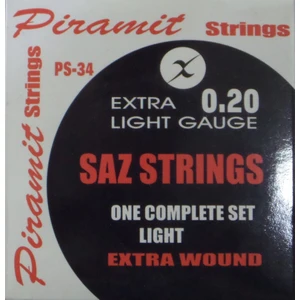 Piramit Strings
Piramit Strings
PS-34
EXTRA 0.20
LIGHT GAUGE
SAZ STRINGS
ONE COMPLETE SET
LIGHT
EXTRA WOUND